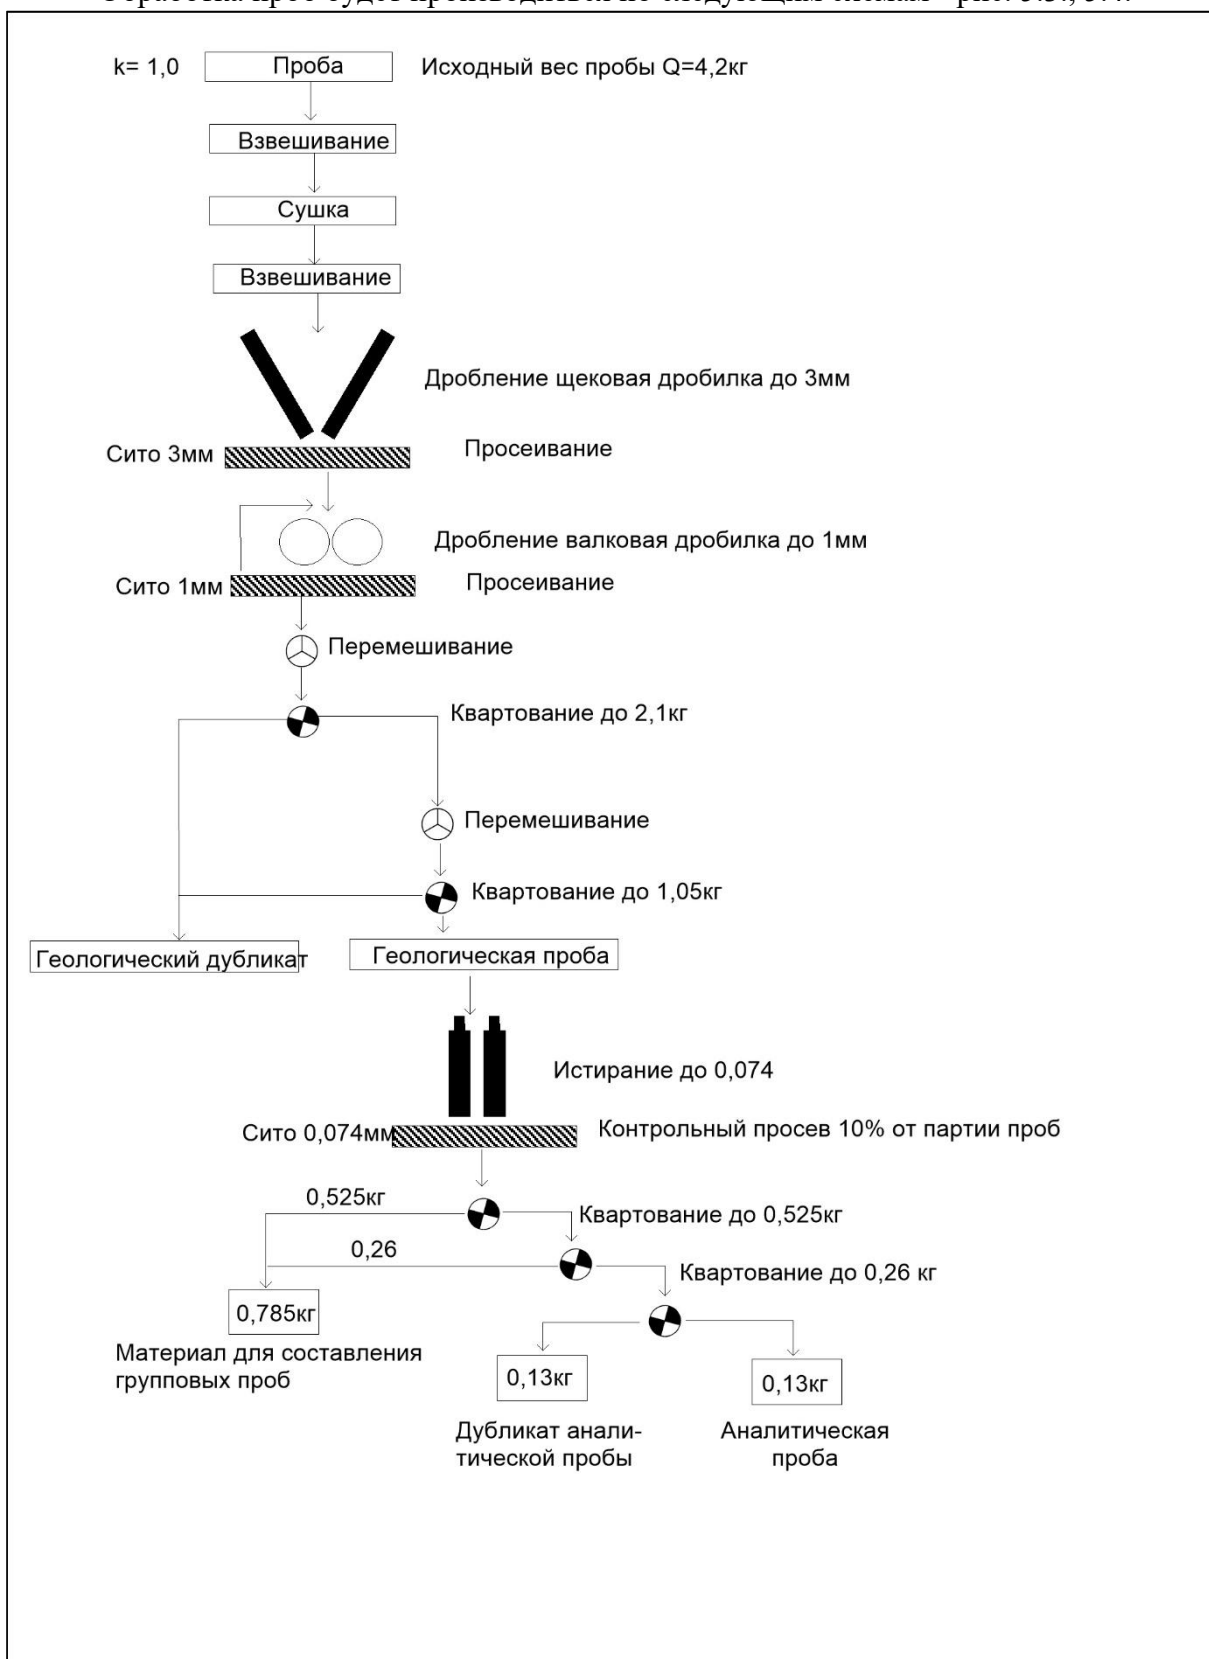 k= 1,0
Проба
Исходный вес пробы Q=4,2кг
Взвешивание
Сушка
Взвешивание
Дробление щековая дробилка до 3мм
Сито 3мм
Просеивание
Дробление валковая дробилка до 1мм
Сито 1мм
Просеивание
Перемешивание
Квартование до 2,1кг
Перемешивание
Квартование до 1,05кг
Геологический дубликат
Геологическая проба
Истирание до 0,074
Сито 0,074мм
Контрольный просев 10% от партии проб
0,525кг
Квартование до 0,525кг
0,26
Квартование до 0,26 кг
0,785кг
Материал для составления
групповых проб
0,13кг
0,13кг
Дубликат анали-
тической пробы
Аналитическая
проба